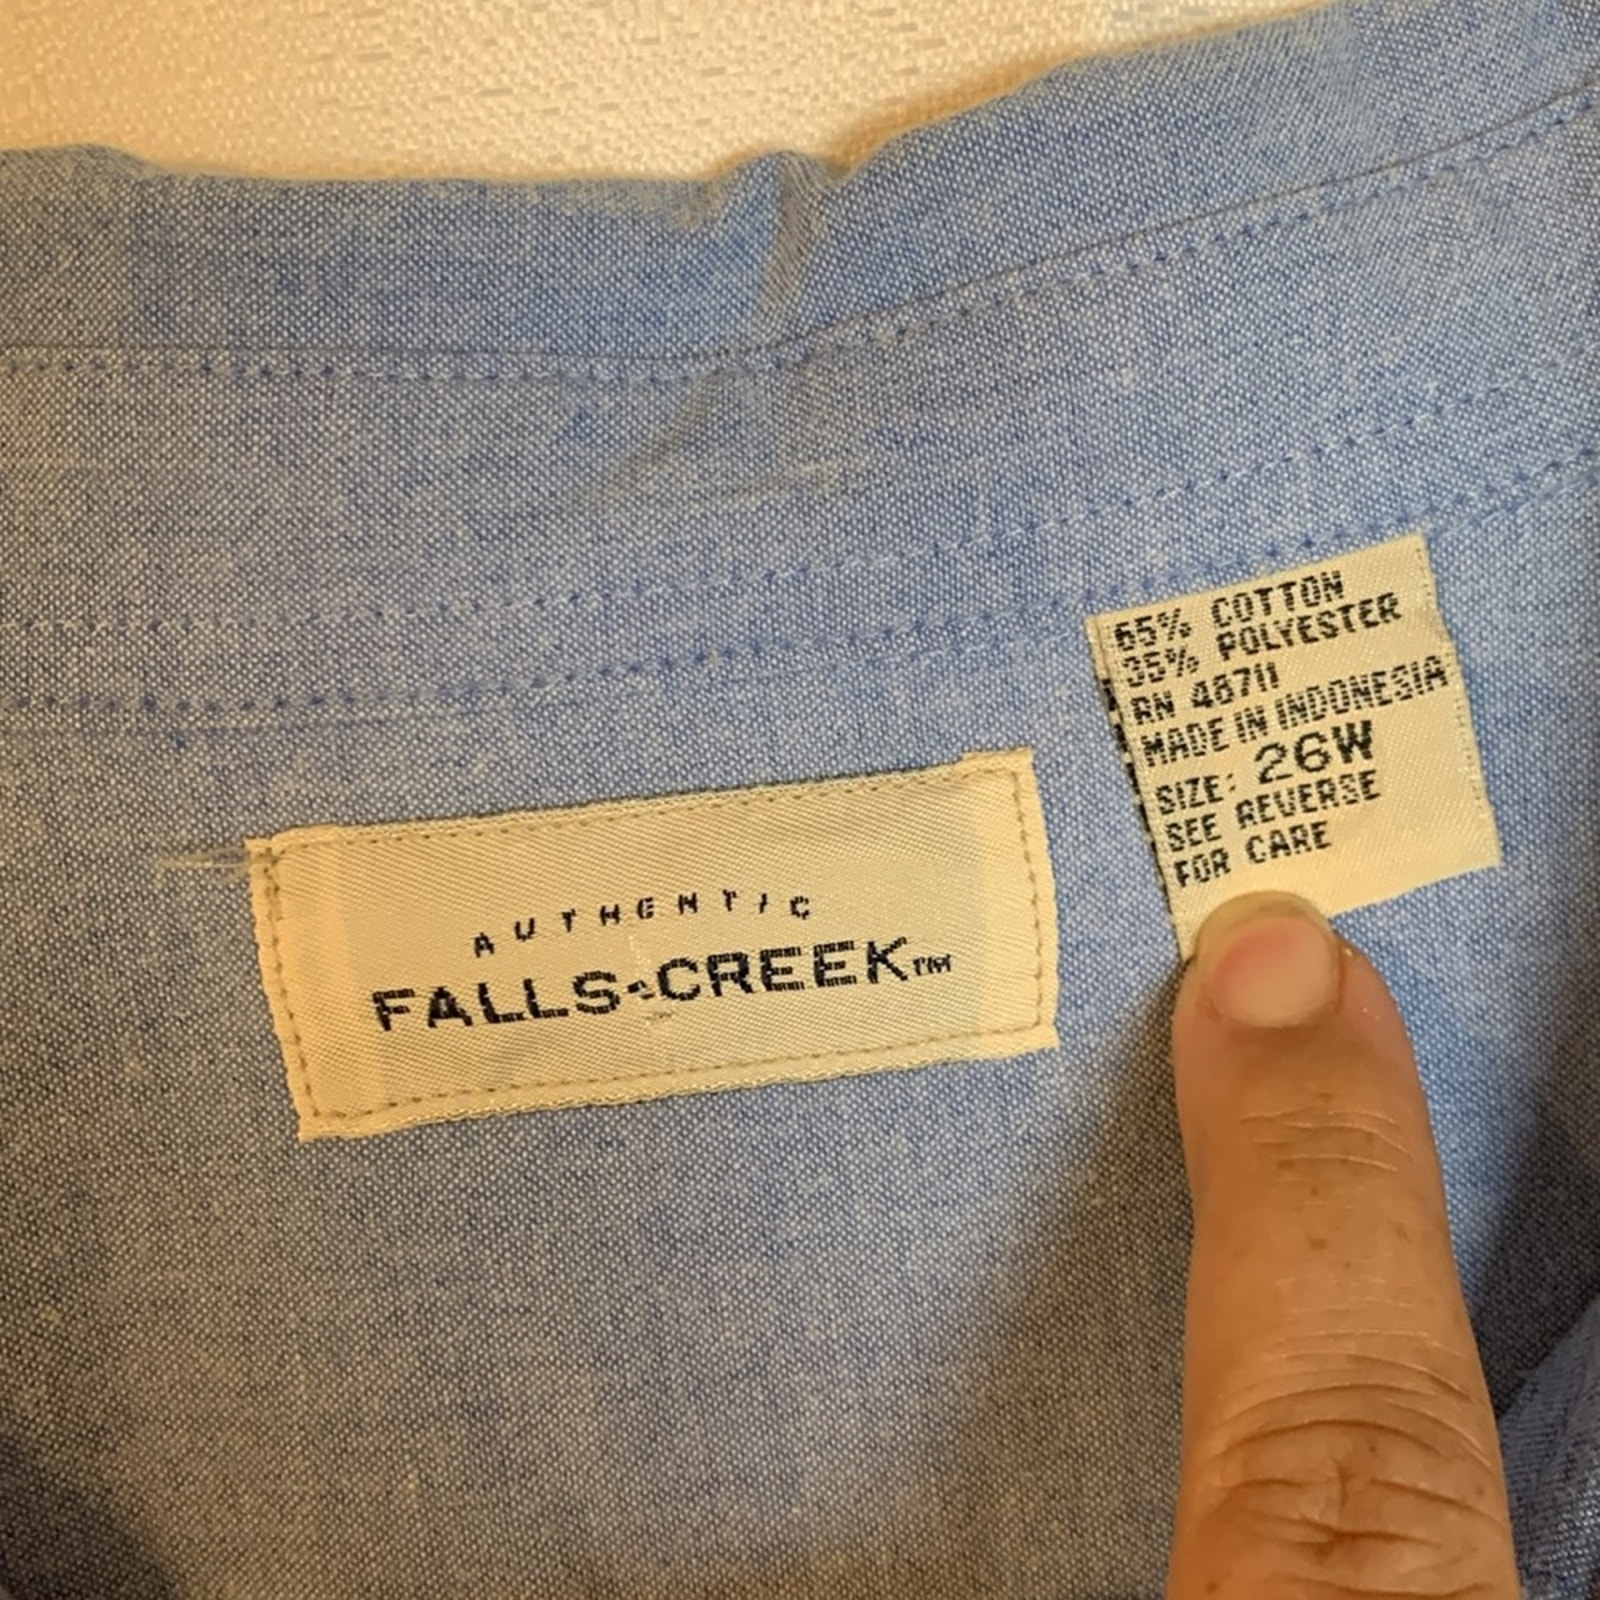 AUTHENTIC
FALLS CREEK™
65% COTTON
35% POLYESTER
RN 48711
MADE IN INDONESIA
SIZE: 26W
SEE REVERSE
FOR CARE